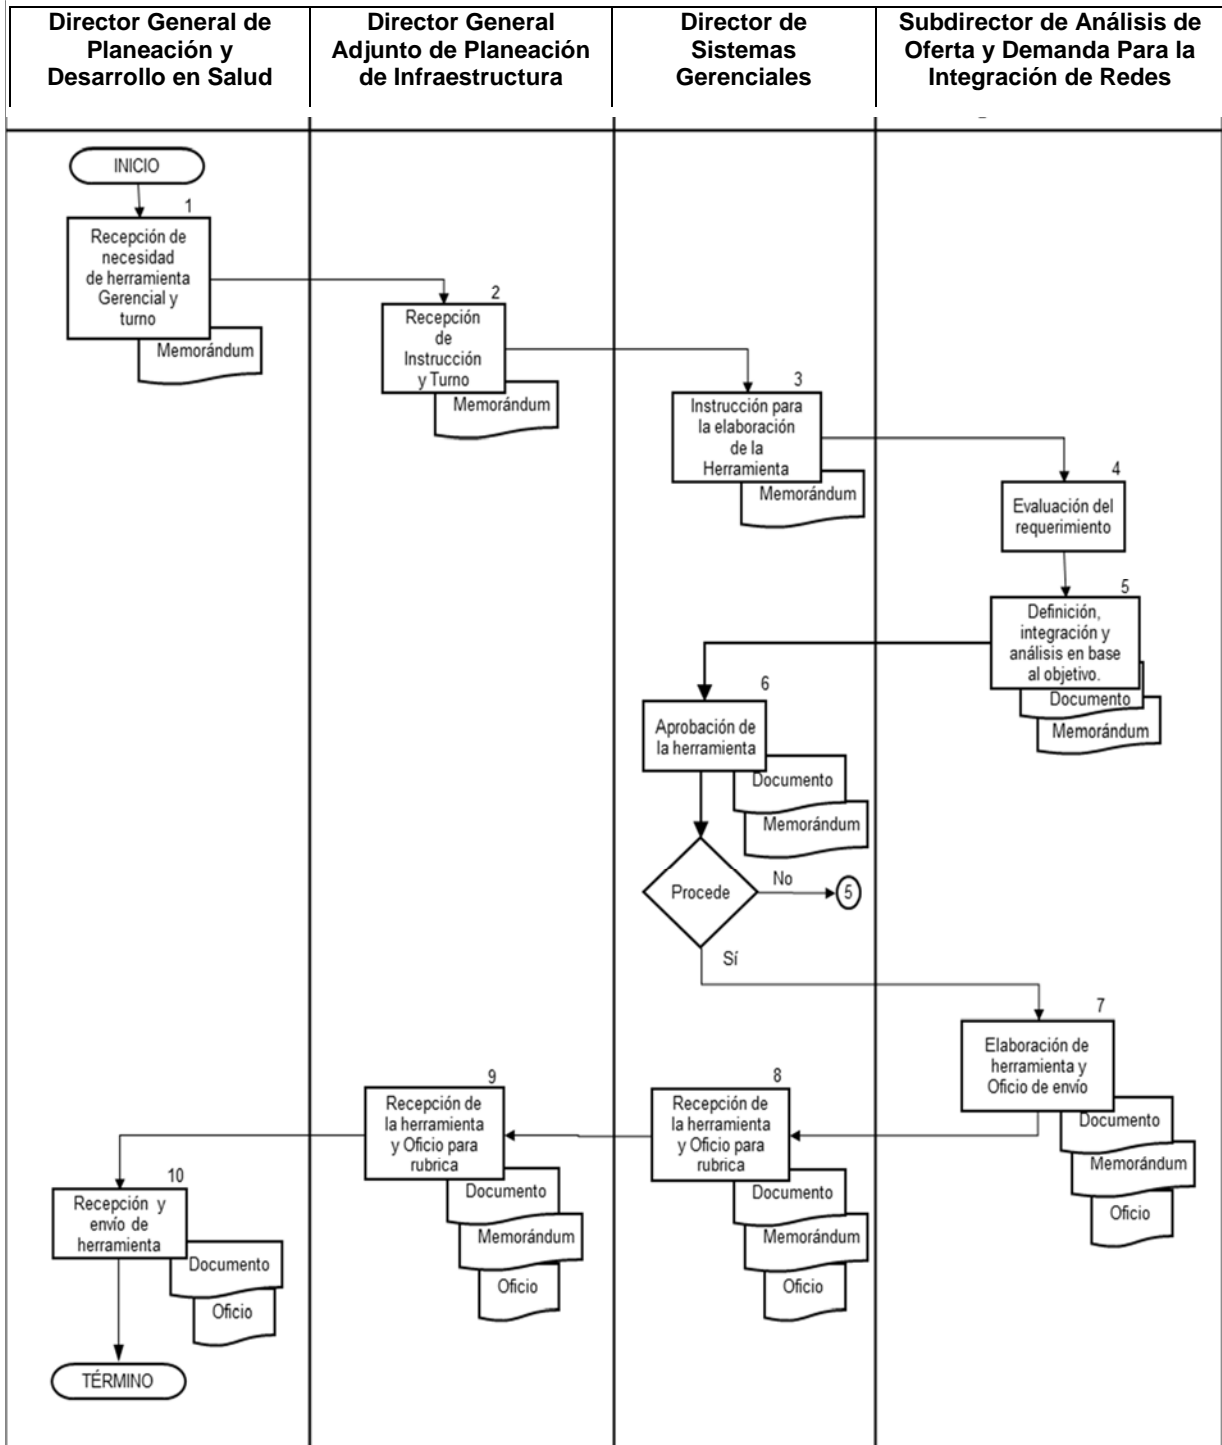 Director General de
Planeación y
Desarrollo en Salud
Director General
Adjunto de Planeación
de Infraestructura
Director de
Sistemas
Gerenciales
Subdirector de Análisis de
Oferta y Demanda Para la
Integración de Redes
INICIO
1
Recepción de
necesidad
de herramienta
Gerencial y
turno
Memorándum
2
Recepción
de
Instrucción
y Turno
Memorándum
3
Instrucción para
la elaboración
de la
Herramienta
Memorándum
4
Evaluación del
requerimiento
5
Definición,
integración y
análisis en base
al objetivo.
Documento
Memorándum
6
Aprobación de
la herramienta
Documento
Memorándum
Procede
No
5
Sí
7
Elaboración de
herramienta y
Oficio de envío
Documento
Memorándum
Oficio
8
Recepción de
la herramienta
y Oficio para
rubrica
Documento
Memorándum
Oficio
9
Recepción de
la herramienta
y Oficio para
rubrica
Documento
Memorándum
Oficio
10
Recepción y
envío de
herramienta
Documento
Oficio
TÉRMINO